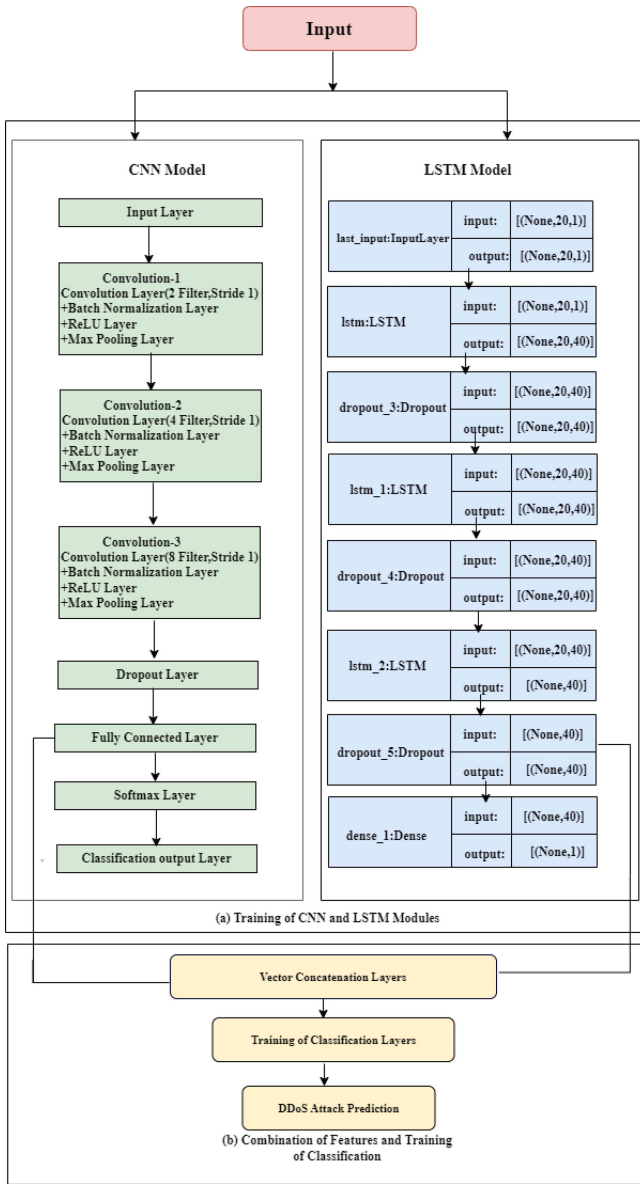 Input
CNN Model
Input Layer
Convolution-1
Convolution Layer(2 Filter,Stride 1)
+Batch Normalization Layer
+ReLU Layer
+Max Pooling Layer
Convolution-2
Convolution Layer(4 Filter,Stride 1)
+Batch Normalization Layer
+ReLU Layer
+Max Pooling Layer
Convolution-3
Convolution Layer(8 Filter,Stride 1)
+Batch Normalization Layer
+ReLU Layer
+Max Pooling Layer
Dropout Layer
Fully Connected Layer
Softmax Layer
Classification output Layer
LSTM Model
last_input:InputLayer
input: [(None,20,1)]
output: [(None,20,1)]
lstm:LSTM
input: [(None,20,1)]
output: [(None,20,40)]
dropout_3:Dropout
input: [(None,20,40)]
output: [(None,20,40)]
lstm_1:LSTM
input: [(None,20,40)]
output: [(None,20,40)]
dropout_4:Dropout
input: [(None,20,40)]
output: [(None,20,40)]
lstm_2:LSTM
input: [(None,20,40)]
output: [(None,40)]
dropout_5:Dropout
input: [(None,40)]
output: [(None,40)]
dense_1:Dense
input: [(None,40)]
output: [(None,1)]
(a) Training of CNN and LSTM Modules
Vector Concatenation Layers
Training of Classification Layers
DDoS Attack Prediction
(b) Combination of Features and Training
of Classification